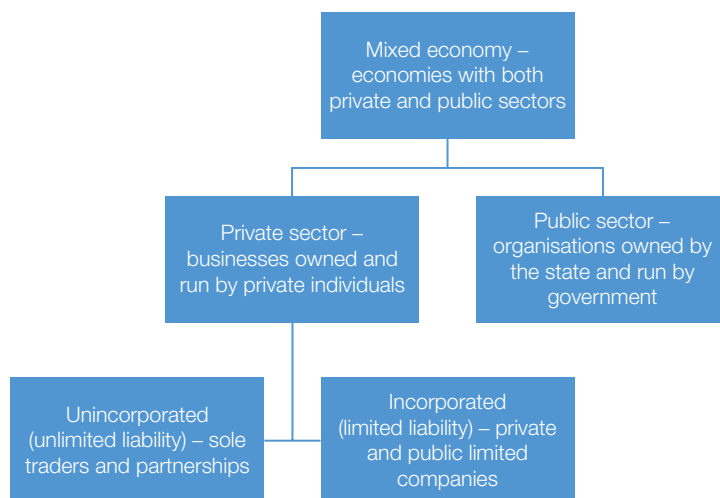 Mixed economy –
economies with both
private and public sectors
Private sector –
businesses owned and
run by private individuals
Public sector –
organisations owned by
the state and run by
government
Unincorporated
(unlimited liability) – sole
traders and partnerships
Incorporated
(limited liability) – private
and public limited
companies